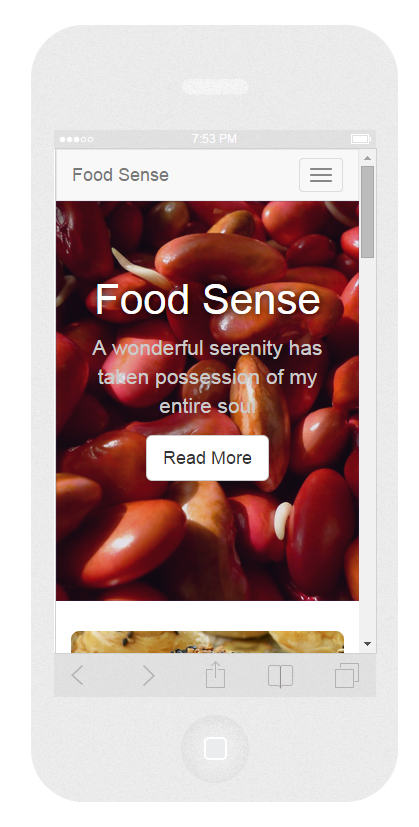 7:53 PM
Food Sense
Food Sense
A wonderful serenity has
taken possession of my
entire soul
Read More